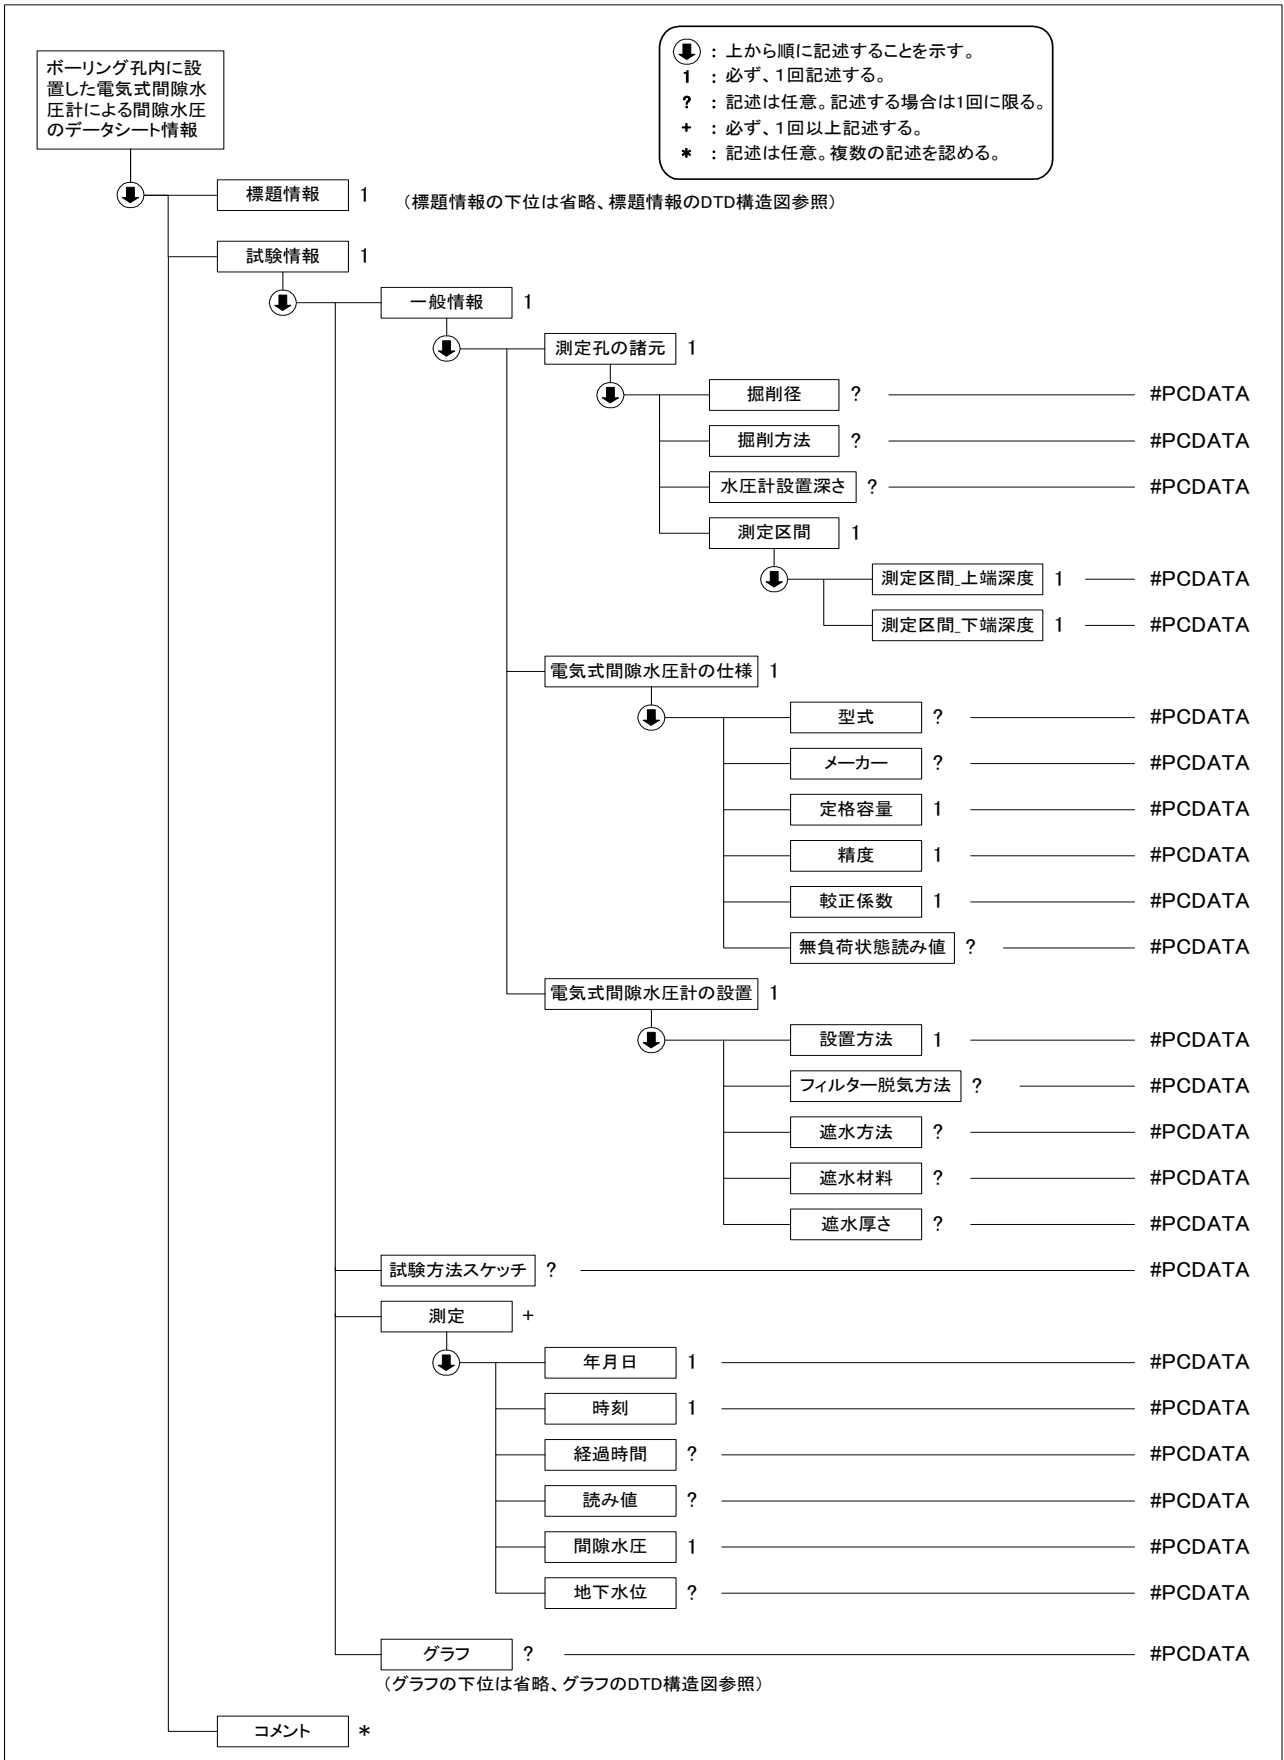 ボーリング孔内に設
置した電気式間隙水
圧計による間隙水圧
のデータシート情報
：上から順に記述することを示す。
1 ：必ず、1回記述する。
? ：記述は任意。記述する場合は1回に限る。
+ ：必ず、1回以上記述する。
* ：記述は任意。複数の記述を認める。
標題情報 1 （標題情報の下位は省略、標題情報のDTD構造図参照）
試験情報 1
一般情報 1
測定孔の諸元 1
掘削径 ? #PCDATA
掘削方法 ? #PCDATA
水圧計設置深さ ? #PCDATA
測定区間 1
測定区間_上端深度 1 #PCDATA
測定区間_下端深度 1 #PCDATA
電気式間隙水圧計の仕様 1
型式 ? #PCDATA
メーカー ? #PCDATA
定格容量 1 #PCDATA
精度 1 #PCDATA
較正係数 1 #PCDATA
無負荷状態読み値 ? #PCDATA
電気式間隙水圧計の設置 1
設置方法 1 #PCDATA
フィルター脱気方法 ? #PCDATA
遮水方法 ? #PCDATA
遮水材料 ? #PCDATA
遮水厚さ ? #PCDATA
試験方法スケッチ ? #PCDATA
測定 +
年月日 1 #PCDATA
時刻 1 #PCDATA
経過時間 ? #PCDATA
読み値 ? #PCDATA
間隙水圧 1 #PCDATA
地下水位 ? #PCDATA
グラフ ? #PCDATA
（グラフの下位は省略、グラフのDTD構造図参照）
コメント *